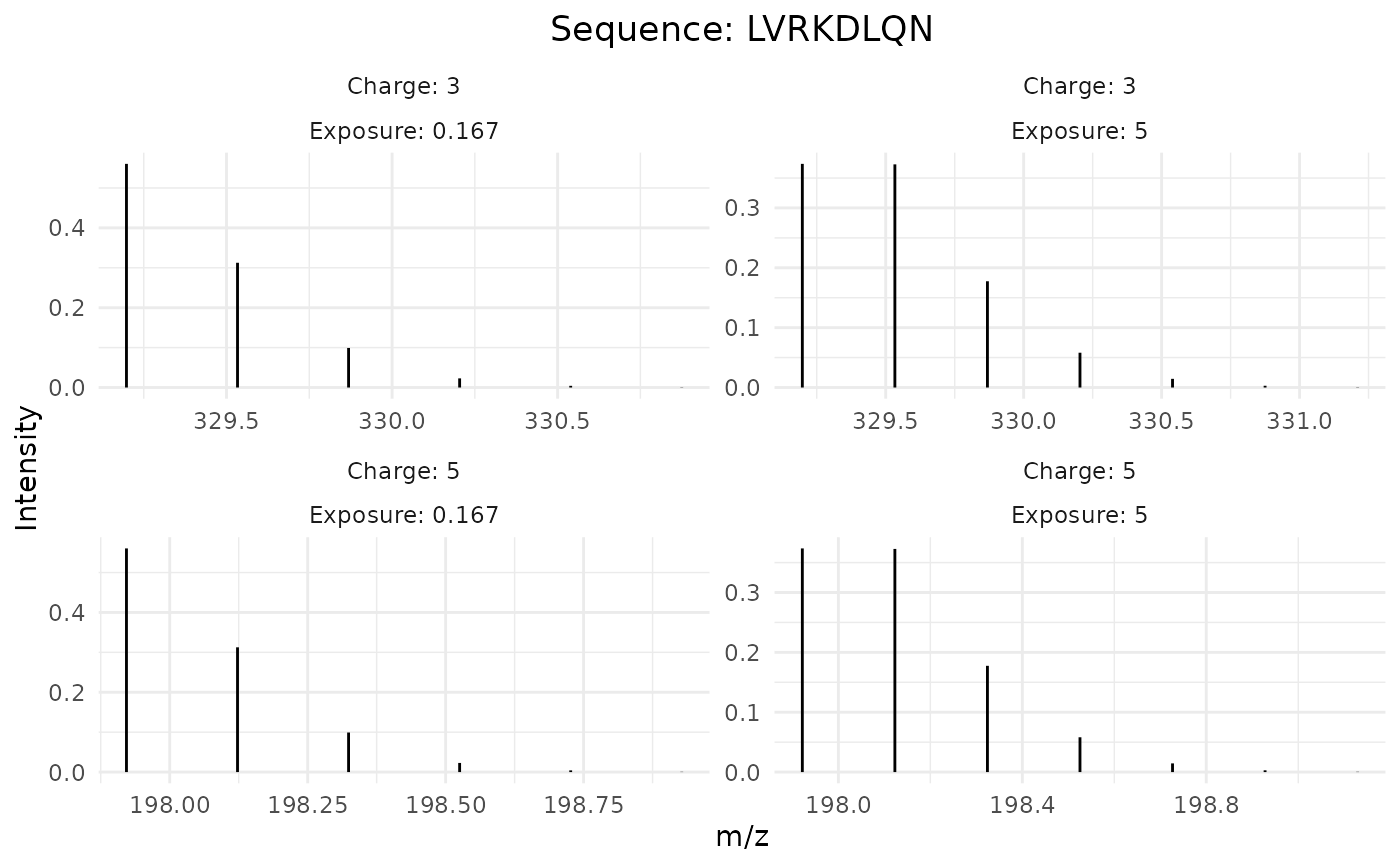 Sequence: LVRKDLQN
Charge: 3
Exposure: 0.167
0.4
0.2
0.0
329.5 330.0 330.5
Charge: 3
Exposure: 5
0.3
0.2
0.1
0.0
329.5 330.0 330.5 331.0
Intensity
Charge: 5
Exposure: 0.167
0.4
0.2
0.0
198.00 198.25 198.50 198.75
Charge: 5
Exposure: 5
0.3
0.2
0.1
0.0
198.0 198.4 198.8
m/z